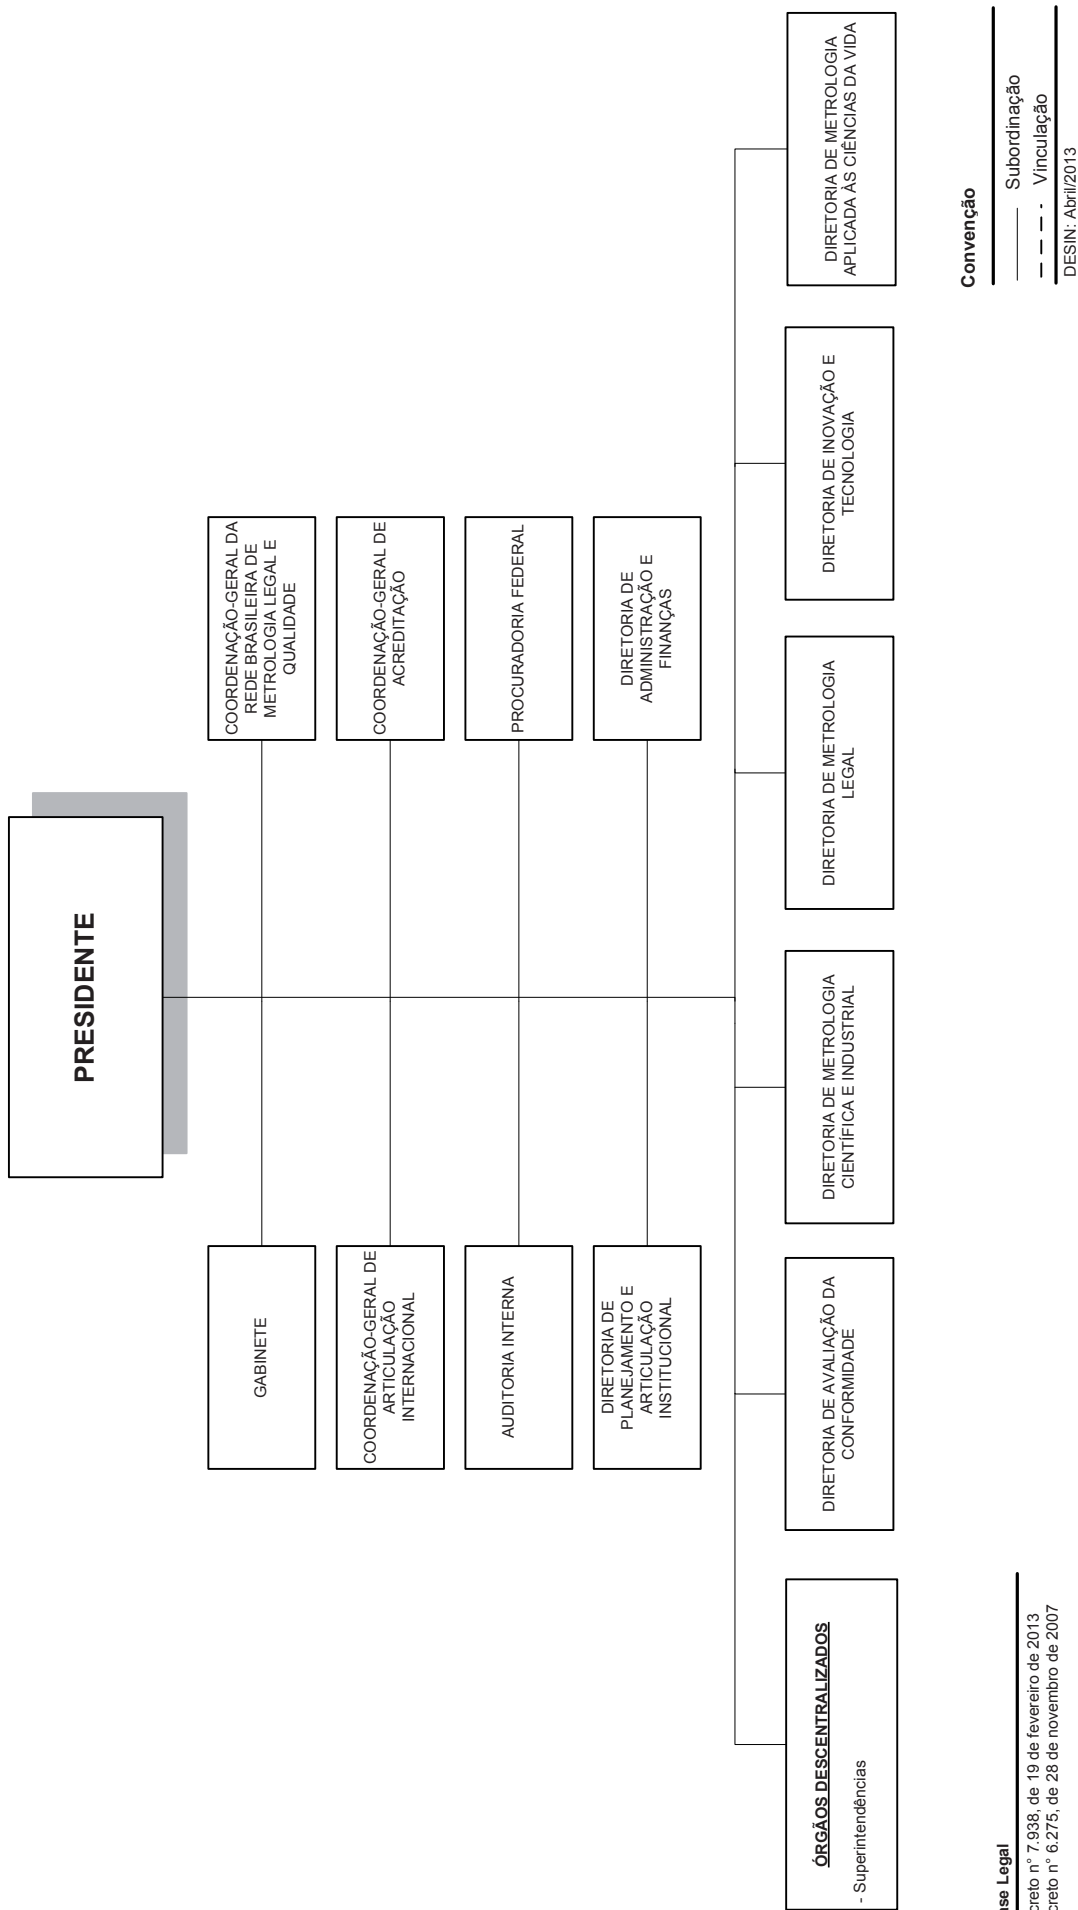 PRESIDENTE
GABINETE
COORDENAÇÃO-GERAL DA
REDE BRASILEIRA DE
METROLOGIA LEGAL E
QUALIDADE
COORDENAÇÃO-GERAL DE
ARTICULAÇÃO
INTERNACIONAL
COORDENAÇÃO-GERAL DE
ACREDITAÇÃO
AUDITORIA INTERNA
PROCURADORIA FEDERAL
DIRETORIA DE
PLANEJAMENTO E
ARTICULAÇÃO
INSTITUCIONAL
DIRETORIA DE
ADMINISTRAÇÃO E
FINANÇAS
ÓRGÃOS DESCENTRALIZADOS
- Superintendências
DIRETORIA DE AVALIAÇÃO DA
CONFORMIDADE
DIRETORIA DE METROLOGIA
CIENTÍFICA E INDUSTRIAL
DIRETORIA DE METROLOGIA
LEGAL
DIRETORIA DE INOVAÇÃO E
TECNOLOGIA
DIRETORIA DE METROLOGIA
APLICADA ÀS CIÊNCIAS DA VIDA
se Legal
creto n° 7.938, de 19 de fevereiro de 2013
creto n° 6.275, de 28 de novembro de 2007
Convenção
Subordinação
Vinculação
DESIN: Abril/2013